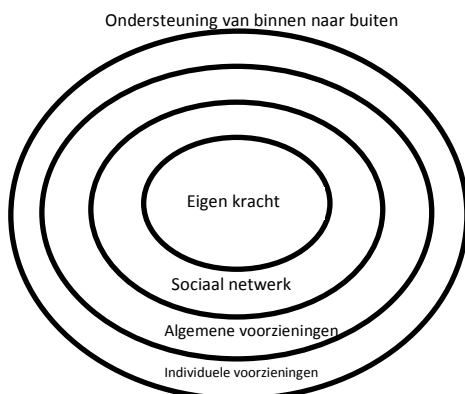 Ondersteuning van binnen naar buiten
Eigen kracht
Sociaal netwerk
Algemene voorzieningen
Individuele voorzieningen